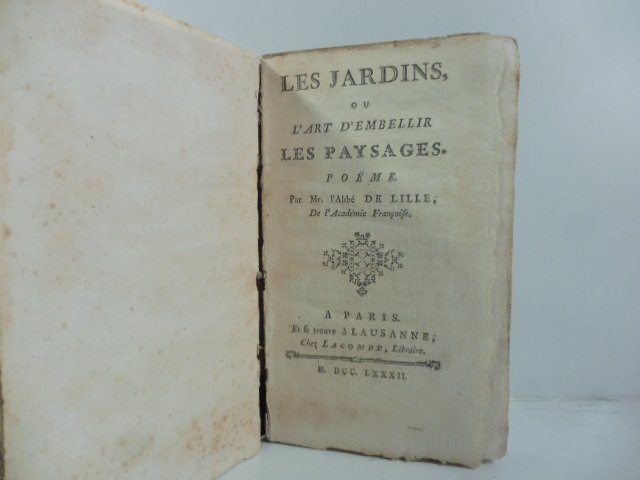 LES JARDINS,
OU
L'ART D'EMBELLIR
LES PAYSAGES.
POËME.
Par Mr. l'Abbé DE LILLE,
De l'Académie Françoise.
A PARIS.
Et se trouve à LAUSANNE,
Chez LACOMBE, Libraire.
M. DCC. LXXXII.